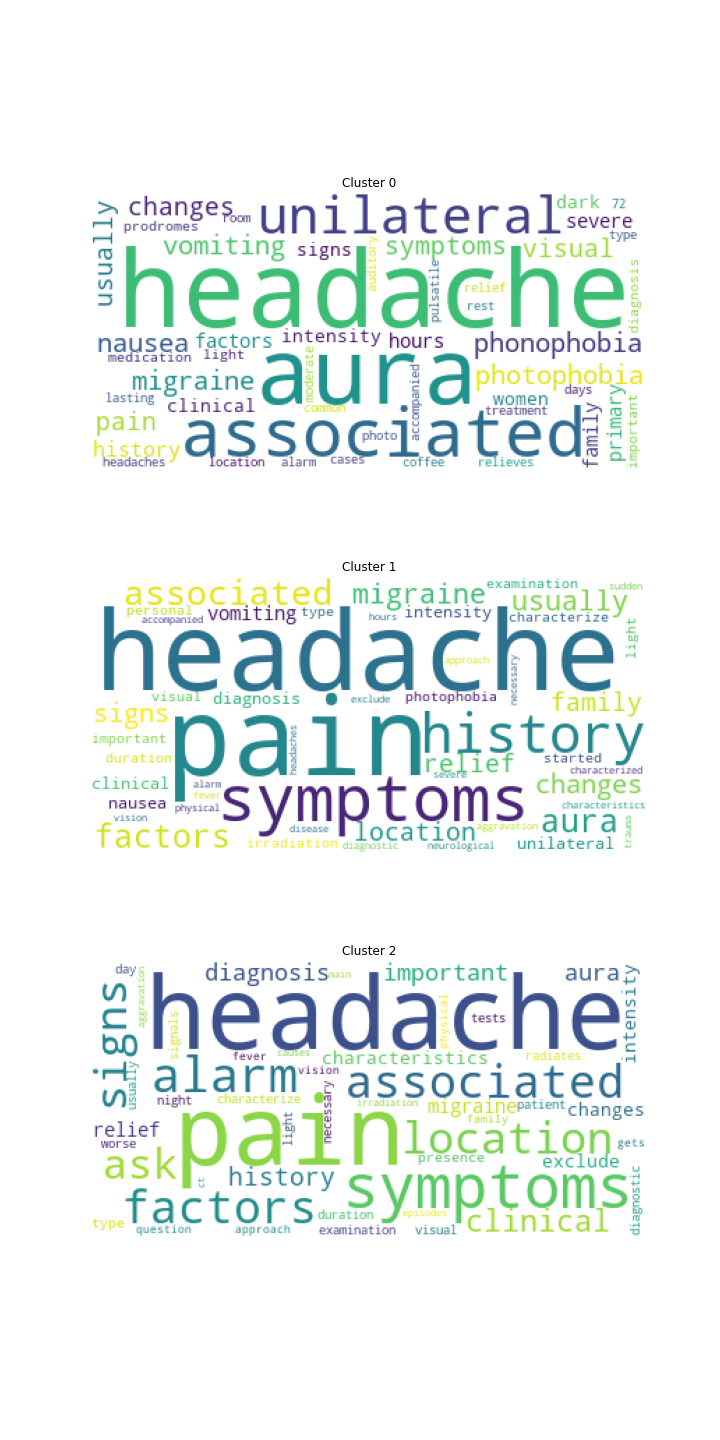 Cluster 0
changes
room
prodromes
unilateral
dark
72
severe
type
usually
vomiting
signs
auditory
symptoms
visual
headache
pulsatile
relief
rest
diagnosis
nausea
factors
intensity
hours
phonophobia
medication
light
migraine
moderate
aura
photophobia
lasting
clinical
common
accompanied
women
days
treatment
pain
associated
photo
family
primary
important
history
headaches
location
alarm
cases
coffee
relieves
Cluster 1
associated
migraine
examination
sudden
personal
vomiting
type
intensity
usually
accompanied
hours
characterize
light
headache
approach
necessary
visual
diagnosis
exclude
photophobia
family
signs
pain
history
important
headaches
relief
started
duration
severe
characterized
clinical
alarm
changes
fever
nausea
physical
symptoms
characteristics
vision
factors
disease
location
aggravation
aura
trauma
irradiation
diagnostic
neurological
unilateral
Cluster 2
day
aggravation
diagnosis
main
important
aura
intensity
headache
signs
signals
physical
tests
fever
causes
characteristics
radiates
usually
alarm
vision
associated
night
characterize
necessary
irradiation
migraine
patient
changes
family
relief
pain
light
location
worse
gets
ask
presence
exclude
history
ct
symptoms
diagnostic
factors
duration
episodes
clinical
type
question
approach
examination
visual